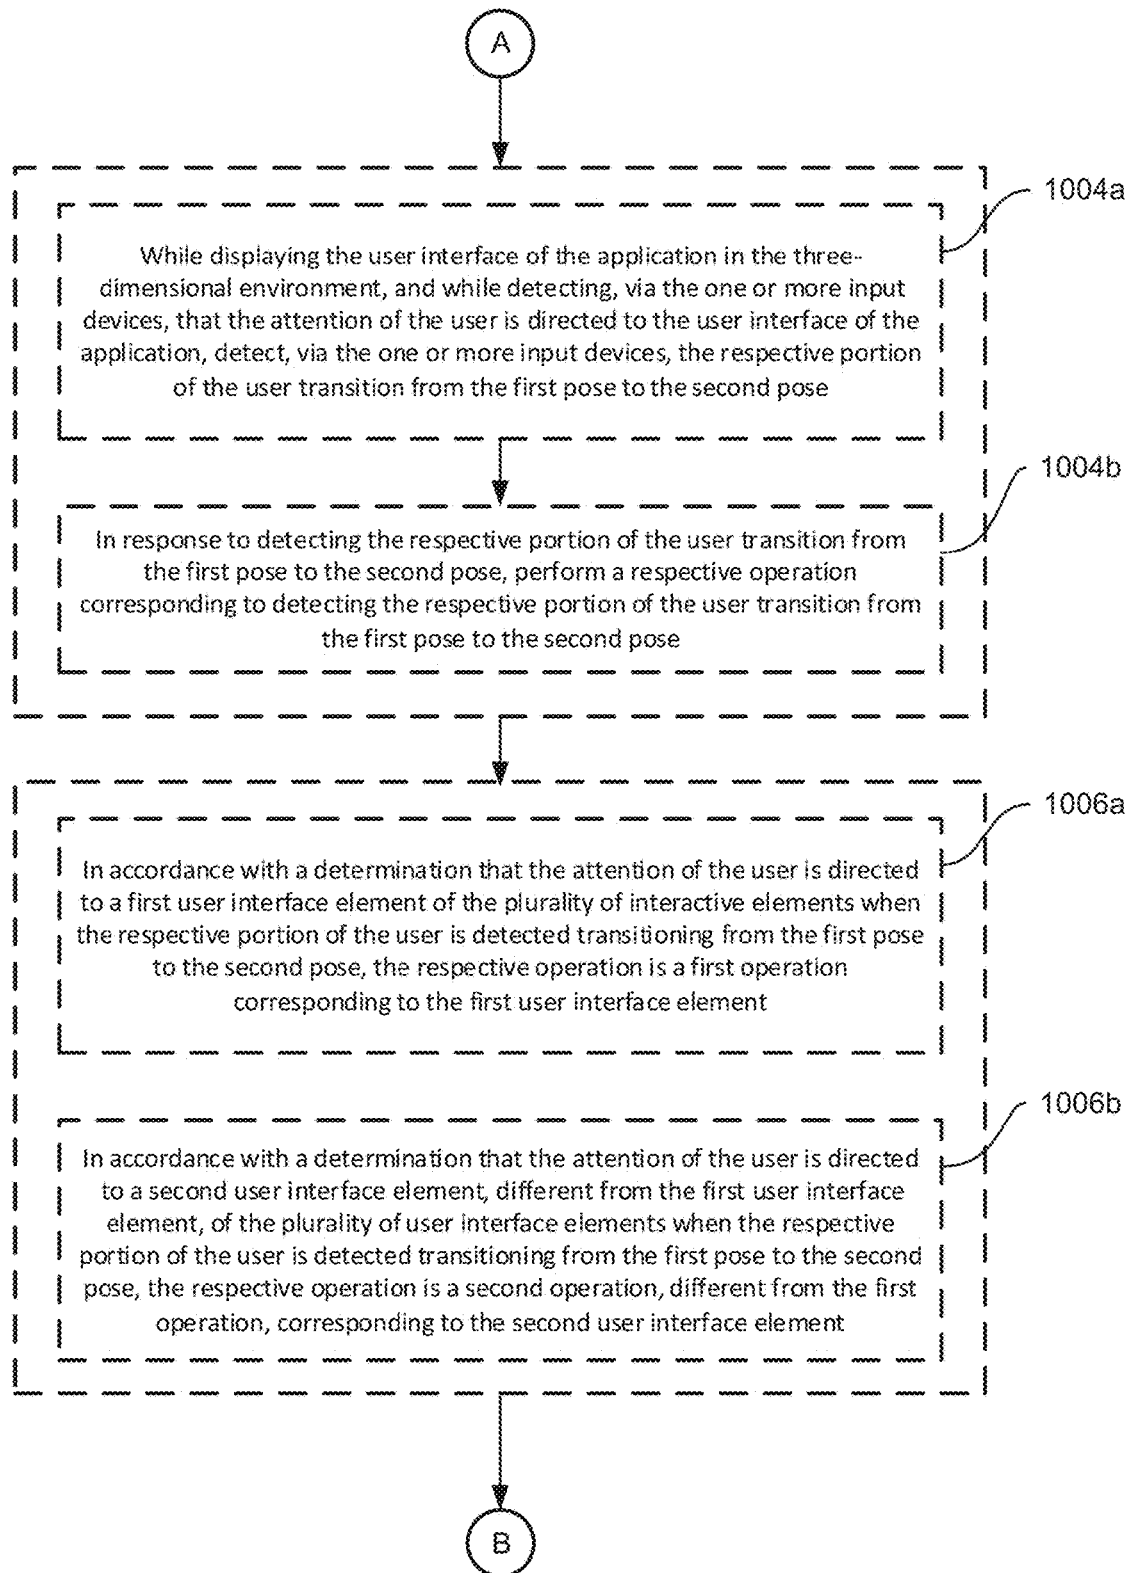 A
1004a
While displaying the user interface of the application in the three-
dimensional environment, and while detecting, via the one or more input
devices, that the attention of the user is directed to the user interface of the
application, detect, via the one or more input devices, the respective portion
of the user transition from the first pose to the second pose
1004b
In response to detecting the respective portion of the user transition from
the first pose to the second pose, perform a respective operation
corresponding to detecting the respective portion of the user transition from
the first pose to the second pose
1006a
In accordance with a determination that the attention of the user is directed
to a first user interface element of the plurality of interactive elements when
the respective portion of the user is detected transitioning from the first pose
to the second pose, the respective operation is a first operation
corresponding to the first user interface element
1006b
In accordance with a determination that the attention of the user is directed
to a second user interface element, different from the first user interface
element, of the plurality of user interface elements when the respective
portion of the user is detected transitioning from the first pose to the second
pose, the respective operation is a second operation, different from the first
operation, corresponding to the second user interface element
B